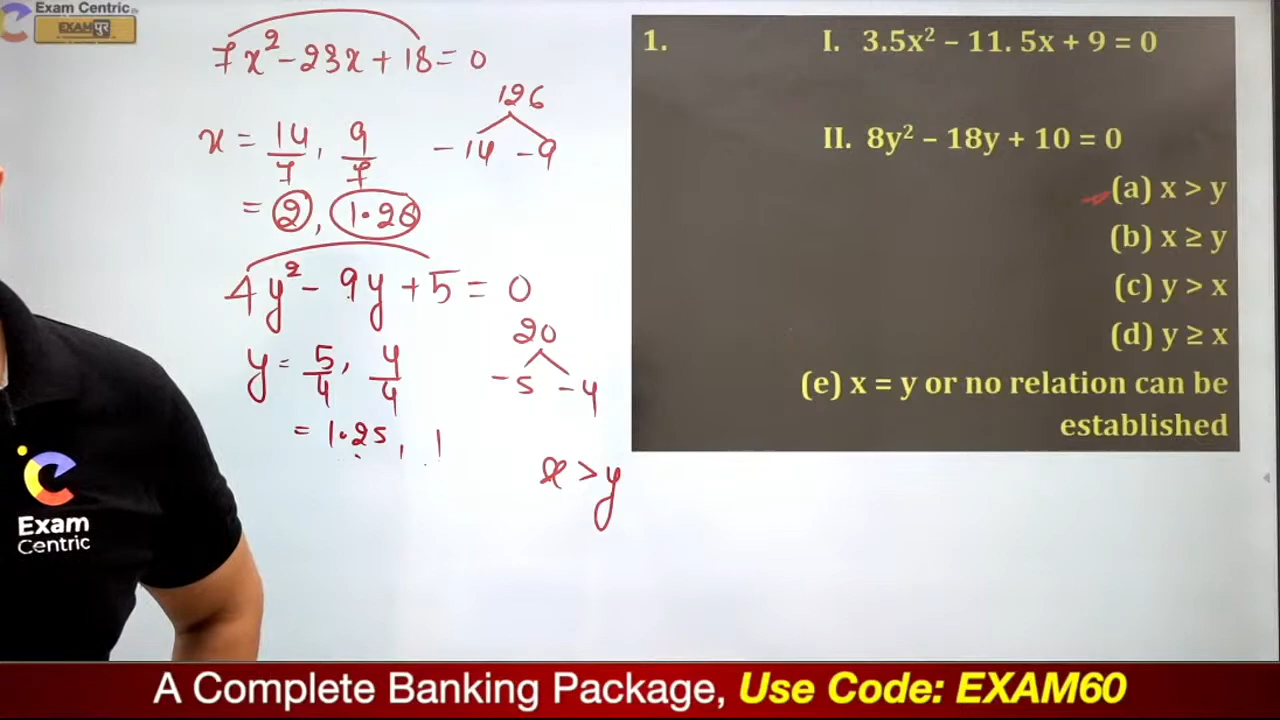 Exam Centric
EXAMपुर
7x² - 23x + 18 = 0
126
-14 -9
x = 14/7, 9/7
= 2, 1.28
4y² - 9y + 5 = 0
20
-5 -4
y = 5/4, 4/4
= 1.25, 1
x > y
1. I. 3.5x² – 11. 5x + 9 = 0
II. 8y² – 18y + 10 = 0
(a) x > y
(b) x ≥ y
(c) y > x
(d) y ≥ x
(e) x = y or no relation can be
established
Exam
Centric
A Complete Banking Package, Use Code: EXAM60